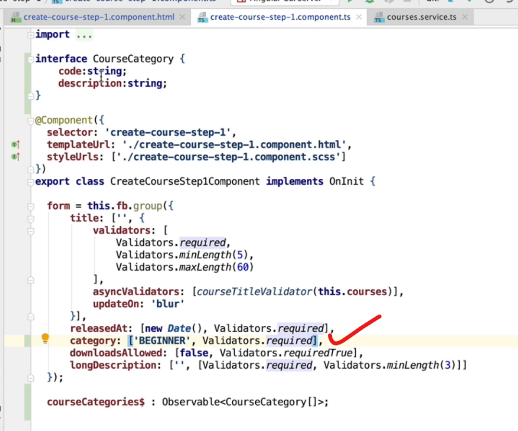 create-course-step-1.component.html × create-course-step-1.component.ts × courses.service.ts ×
import ...
interface CourseCategory {
code:string;
description:string;
}
@Component({
selector: 'create-course-step-1',
templateUrl: './create-course-step-1.component.html',
styleUrls: ['./create-course-step-1.component.scss']
})
export class CreateCourseStep1Component implements OnInit {
form = this.fb.group({
title: ['', {
validators: [
Validators.required,
Validators.minLength(5),
Validators.maxLength(60)
],
asyncValidators: [courseTitleValidator(this.courses)],
updateOn: 'blur'
}],
releasedAt: [new Date(), Validators.required],
category: ['BEGINNER', Validators.required],
downloadsAllowed: [false, Validators.requiredTrue],
longDescription: ['', [Validators.required, Validators.minLength(3)]]
});
courseCategories$ : Observable<CourseCategory[]>;